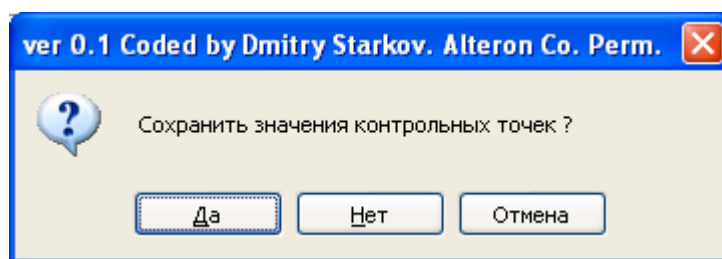 ver 0.1 Coded by Dmitry Starkov. Alteron Co. Perm.
Сохранить значения контрольных точек ?
Да Нет Отмена